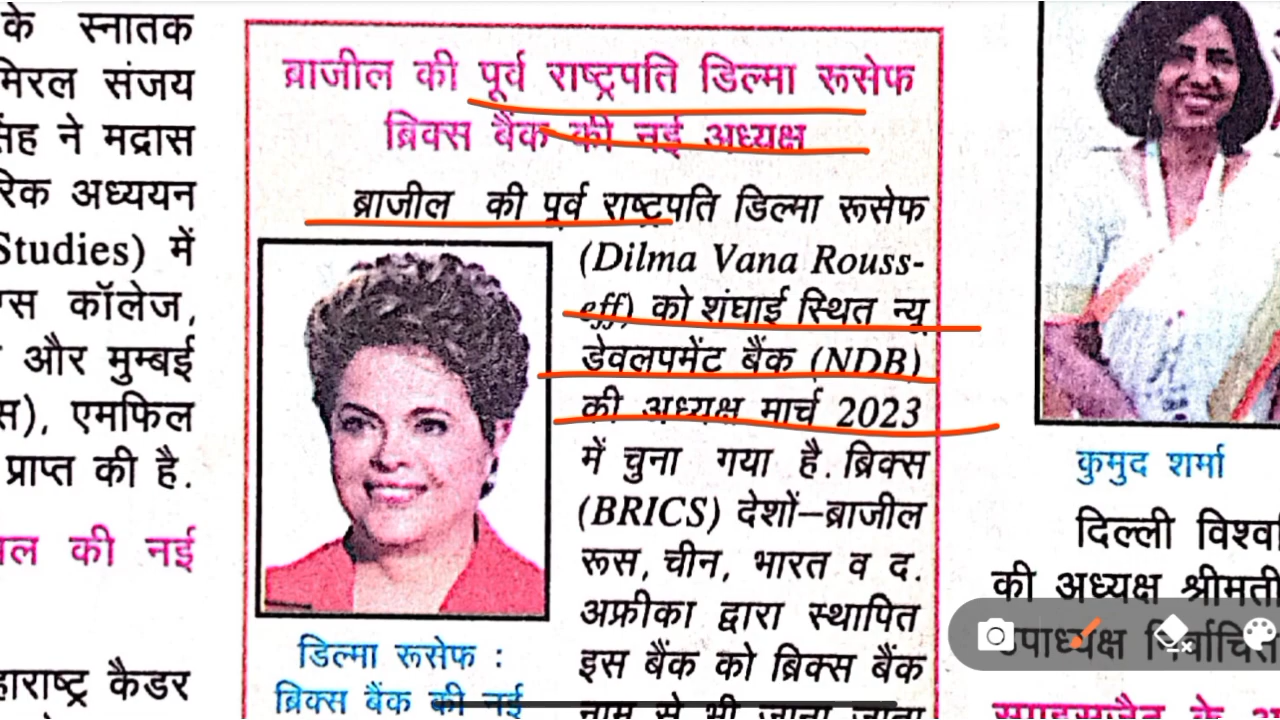 के स्नातक
मिरल संजय
सिंह ने मद्रास
रिक अध्ययन
Studies) में
स कॉलेज,
और मुम्बई
स), एमफिल
प्राप्त की है.
की नई
कैडर
ब्राजील की पूर्व राष्ट्रपति डिल्मा रूसेफ
ब्रिक्स बैंक की नई अध्यक्ष
ब्राजील की पूर्व राष्ट्रपति डिल्मा रूसेफ
(Dilma Vana Rouss-
eff) को शंघाई स्थित न्यू
डेवलपमेंट बैंक (NDB)
की अध्यक्ष मार्च 2023
में चुना गया है. ब्रिक्स
(BRICS) देशों–ब्राजील
रूस, चीन, भारत व द.
अफ्रीका द्वारा स्थापित
इस बैंक को ब्रिक्स बैंक
नाम से भी जाना जाता
डिल्मा रूसेफ :
ब्रिक्स बैंक की नई
कुमुद शर्मा
दिल्ली विश्व
की अध्यक्ष श्रीमती
उपाध्यक्ष निर्वाचित